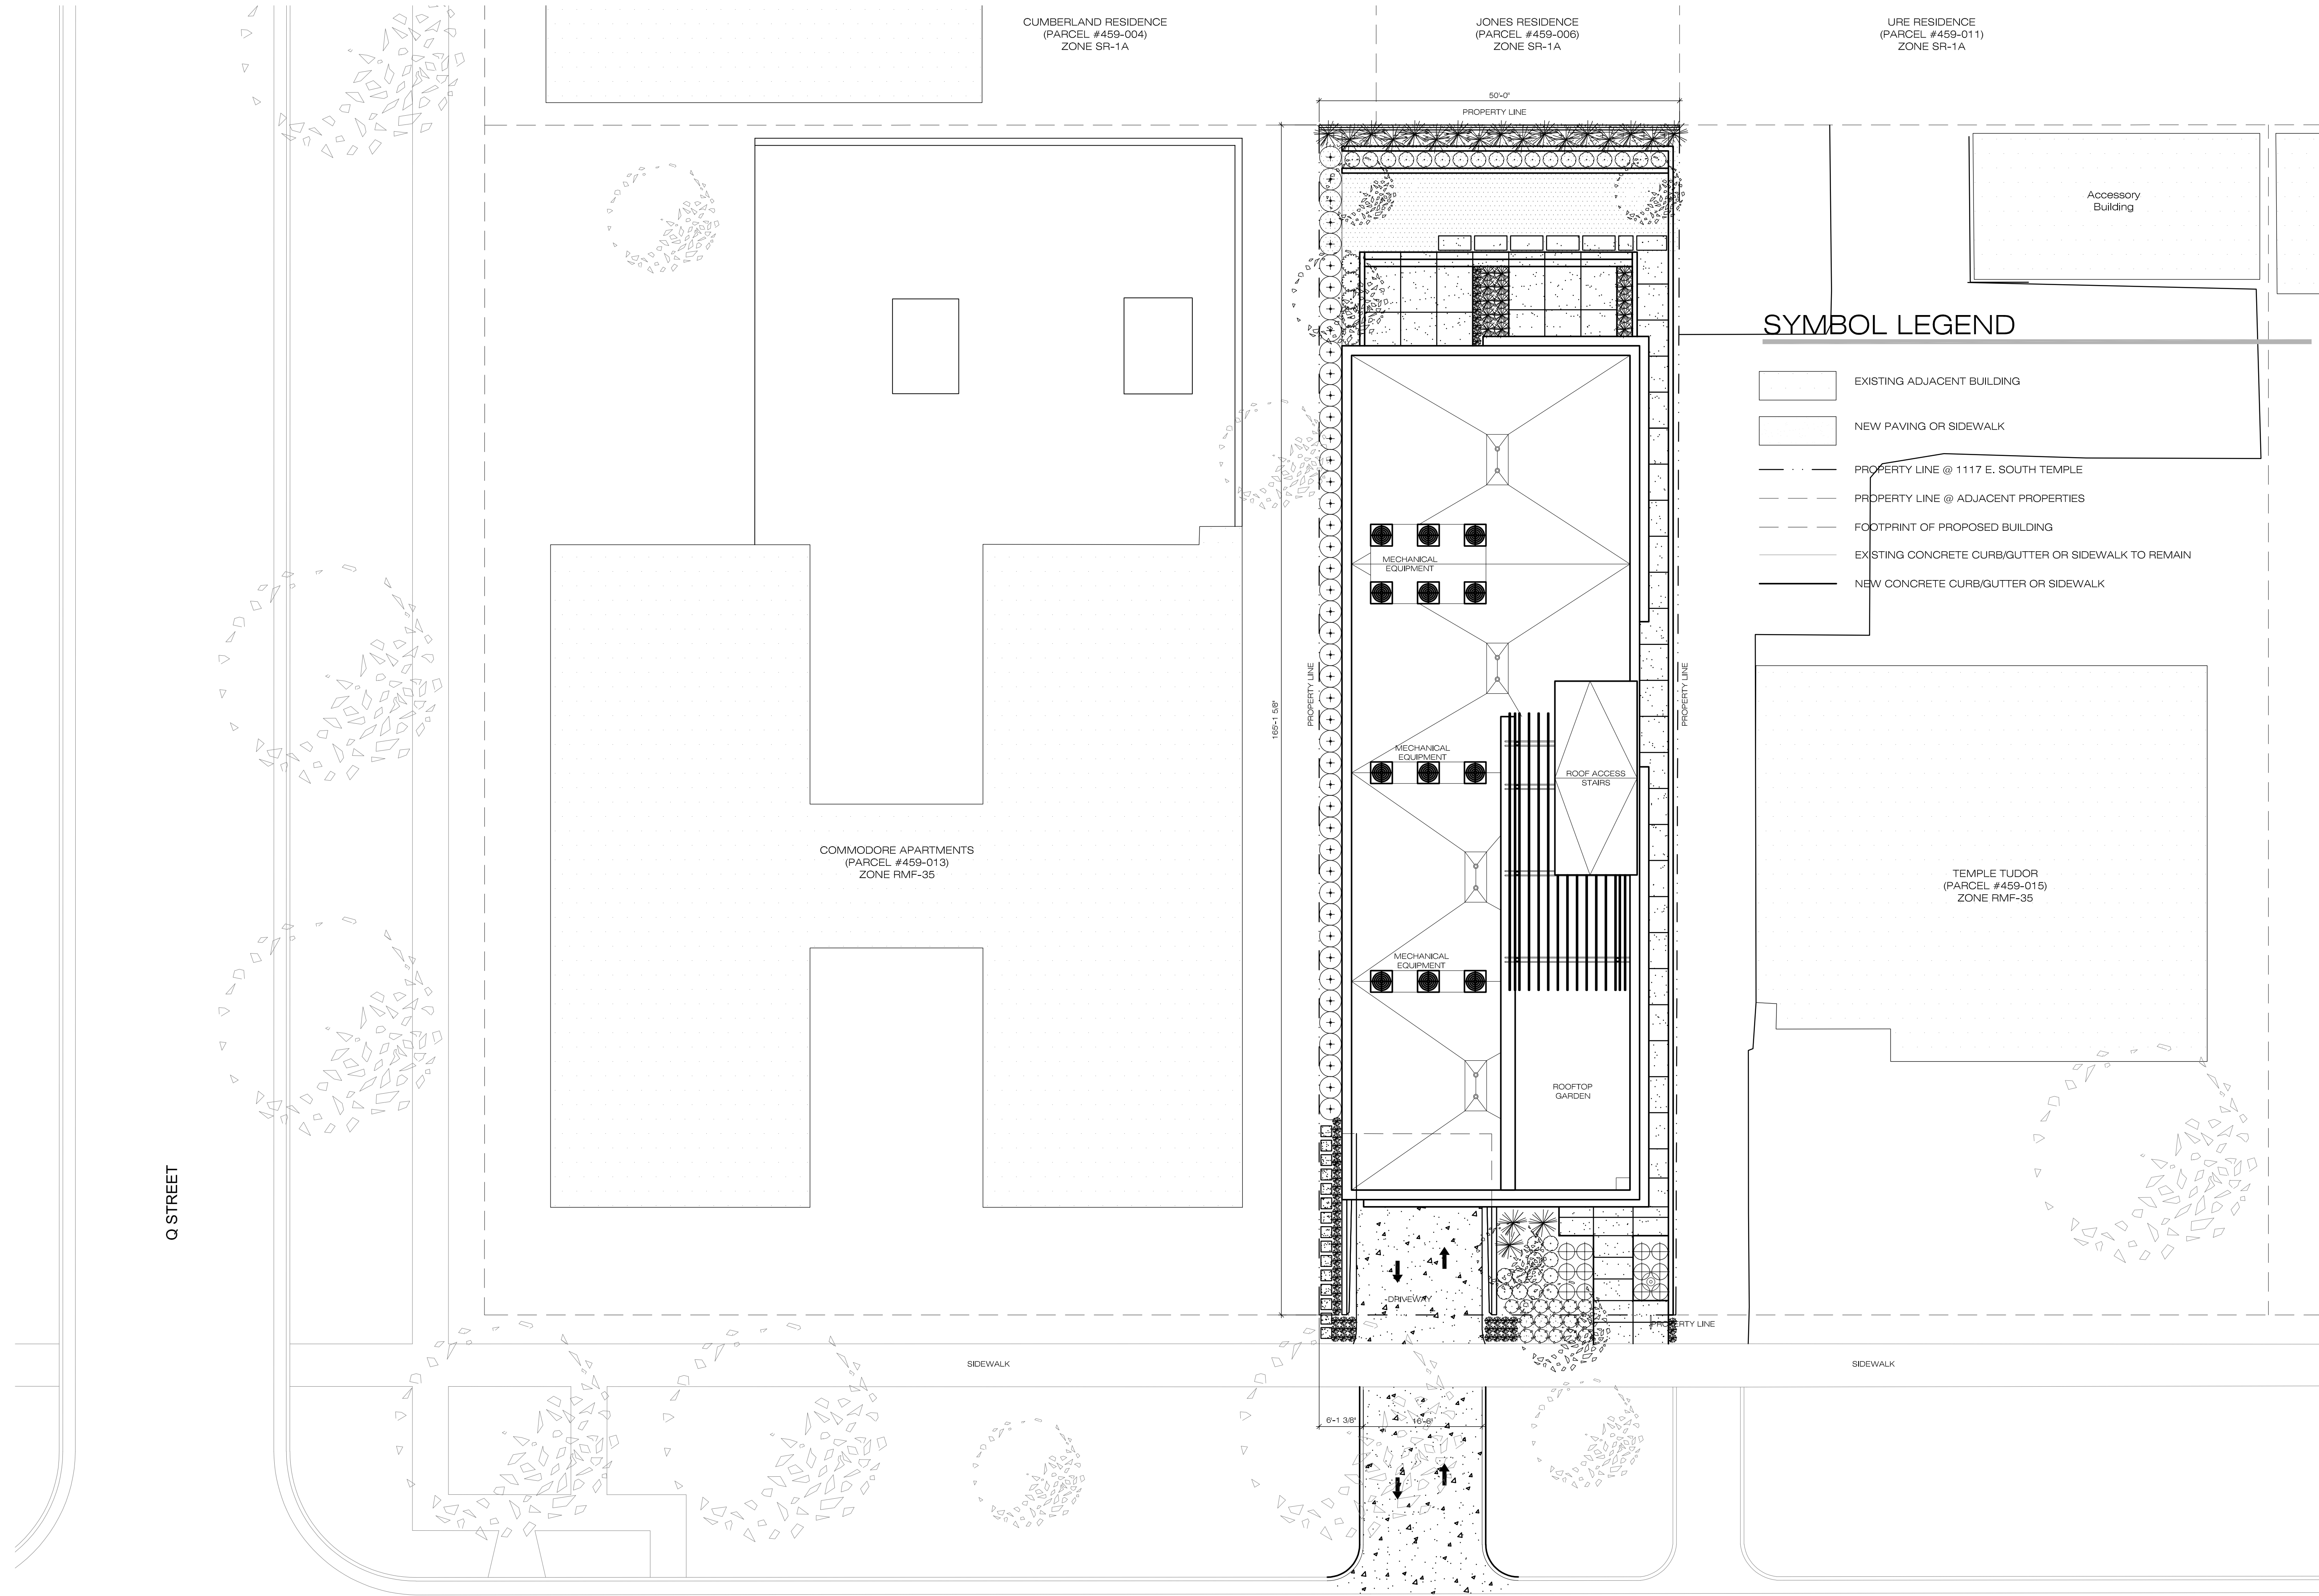 CUMBERLAND RESIDENCE
(PARCEL #459-004)
ZONE SR-1A
JONES RESIDENCE
(PARCEL #459-006)
ZONE SR-1A
URE RESIDENCE
(PARCEL #459-011)
ZONE SR-1A
50'-0"
PROPERTY LINE
Accessory
Building
SYMBOL LEGEND
EXISTING ADJACENT BUILDING
NEW PAVING OR SIDEWALK
PROPERTY LINE @ 1117 E. SOUTH TEMPLE
PROPERTY LINE @ ADJACENT PROPERTIES
FOOTPRINT OF PROPOSED BUILDING
EXISTING CONCRETE CURB/GUTTER OR SIDEWALK TO REMAIN
NEW CONCRETE CURB/GUTTER OR SIDEWALK
MECHANICAL
EQUIPMENT
165'-1 5/8"
PROPERTY LINE
PROPERTY LINE
MECHANICAL
EQUIPMENT
ROOF ACCESS
STAIRS
COMMODORE APARTMENTS
(PARCEL #459-013)
ZONE RMF-35
TEMPLE TUDOR
(PARCEL #459-015)
ZONE RMF-35
MECHANICAL
EQUIPMENT
ROOFTOP
GARDEN
Q STREET
DRIVEWAY
PROPERTY LINE
SIDEWALK
SIDEWALK
6'-1 3/8"
16'-6"